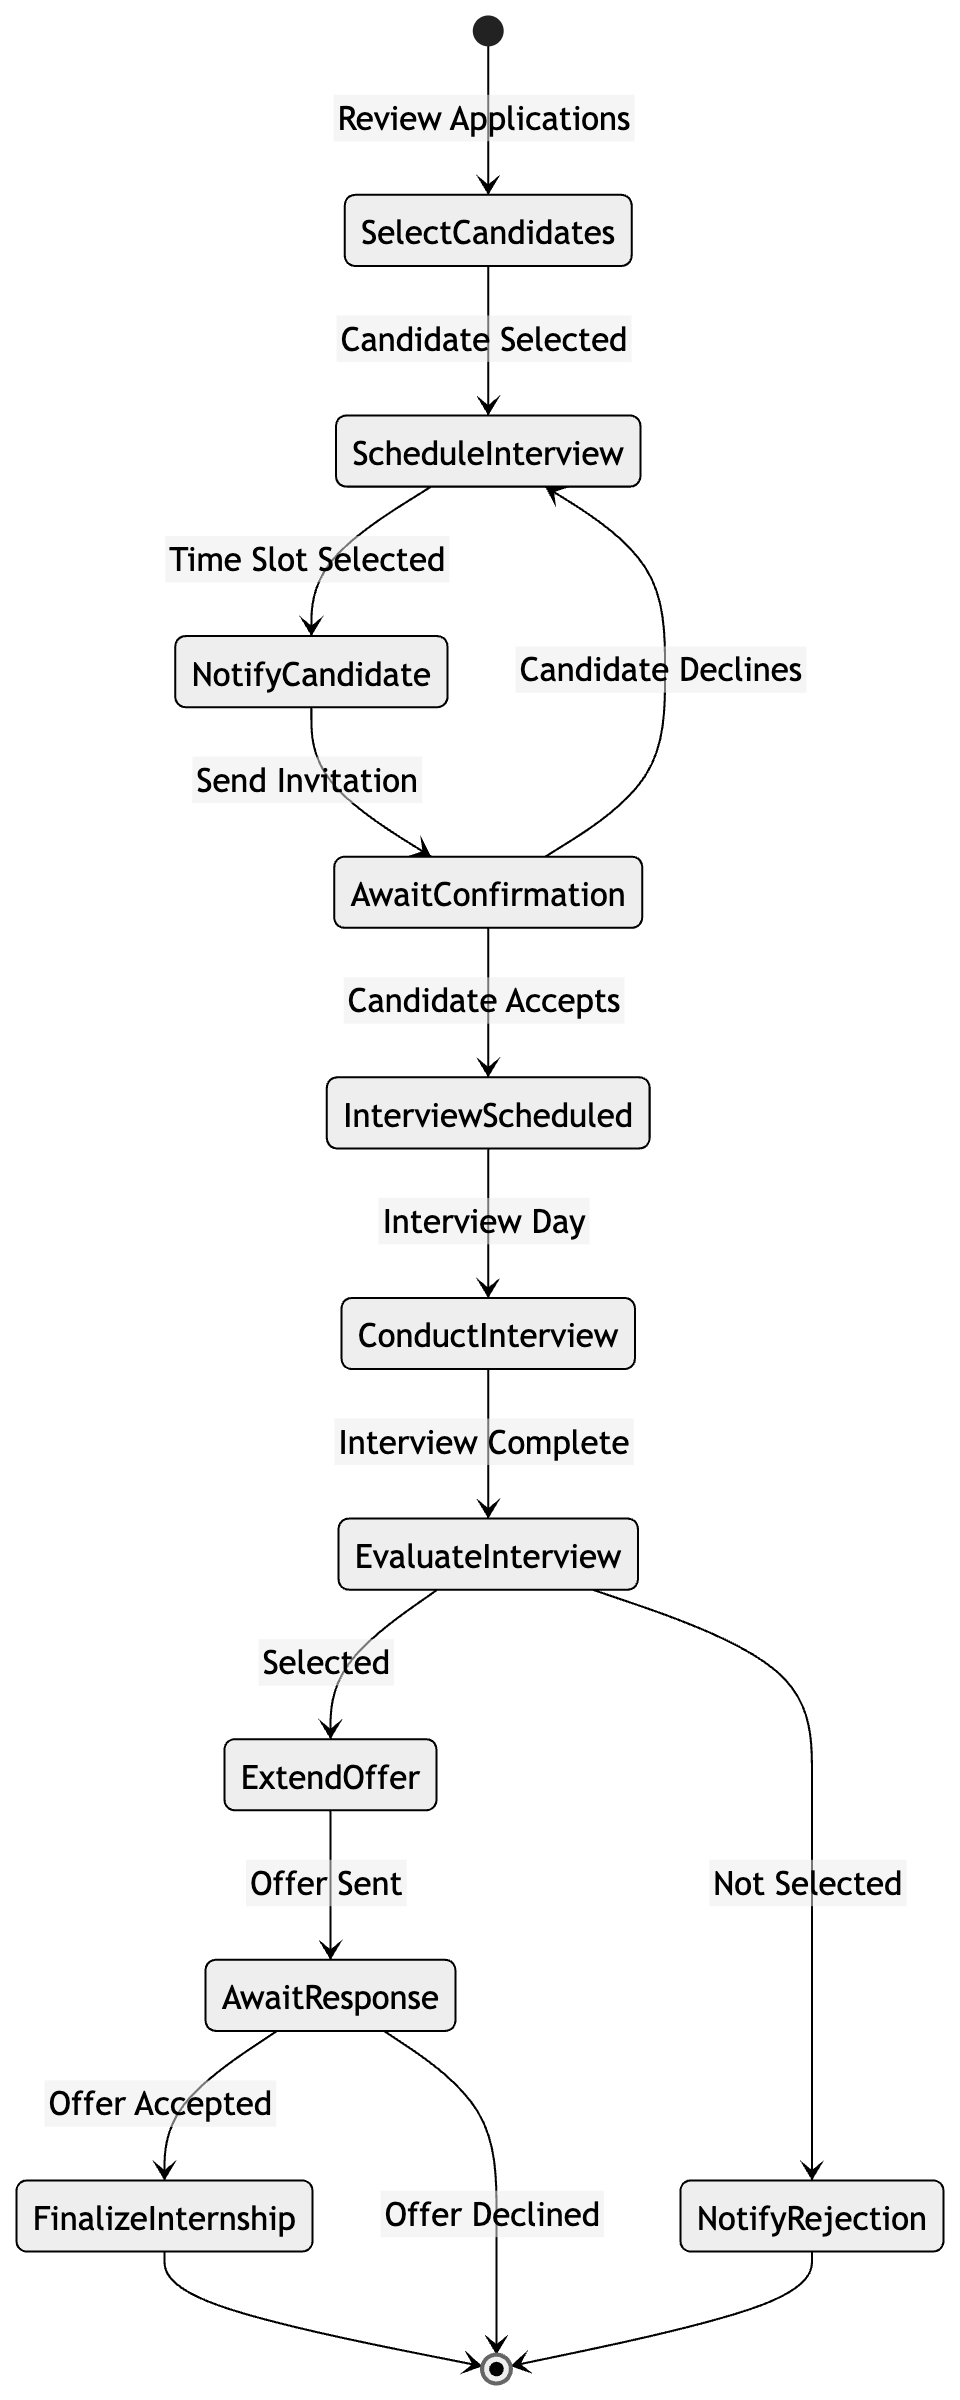 Review Applications
SelectCandidates
Candidate Selected
ScheduleInterview
Time Slot Selected
NotifyCandidate
Candidate Declines
Send Invitation
AwaitConfirmation
Candidate Accepts
InterviewScheduled
Interview Day
ConductInterview
Interview Complete
EvaluateInterview
Selected
ExtendOffer
Offer Sent
Not Selected
AwaitResponse
Offer Accepted
FinalizeInternship
Offer Declined
NotifyRejection